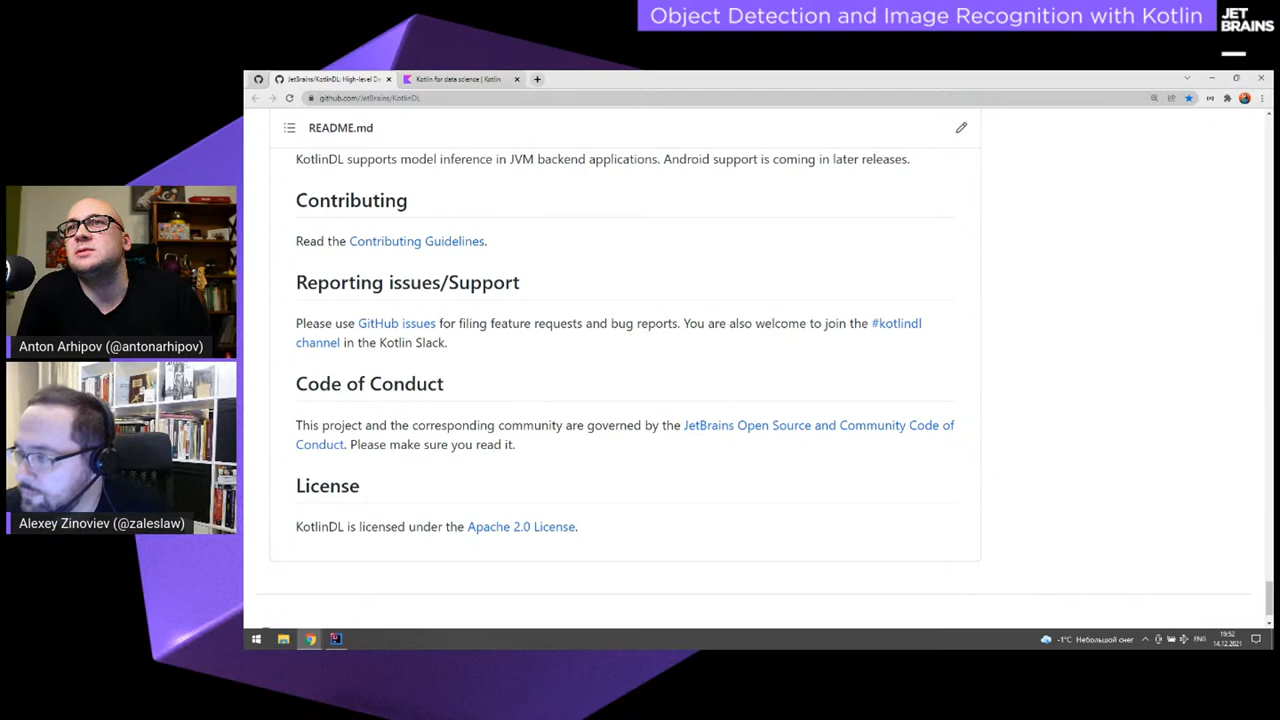 Object Detection and Image Recognition with Kotlin
JET
BRAINS
JetBrains/KotlinDL: High-level De
Kotlin for data science | Kotlin
github.com/JetBrains/KotlinDL
README.md
KotlinDL supports model inference in JVM backend applications. Android support is coming in later releases.
Contributing
Read the Contributing Guidelines.
Reporting issues/Support
Please use GitHub issues for filing feature requests and bug reports. You are also welcome to join the #kotlindl
channel in the Kotlin Slack.
Code of Conduct
This project and the corresponding community are governed by the JetBrains Open Source and Community Code of
Conduct. Please make sure you read it.
License
KotlinDL is licensed under the Apache 2.0 License.
Anton Arhipov (@antonarhipov)
Alexey Zinoviev (@zaleslaw)
-1°C Небольшой снег
ENG
19:52
14.12.2021